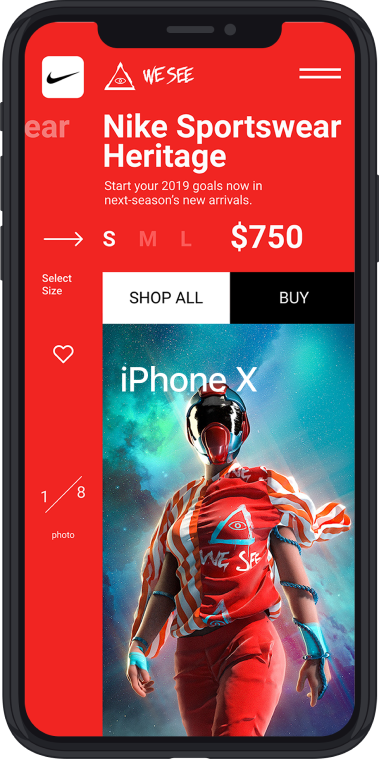 WE SEE
ear
Nike Sportswear
Heritage
Start your 2019 goals now in
next-season's new arrivals.
S M L $750
Select
Size
SHOP ALL BUY
iPhone X
1 / 8
photo
WE SEE